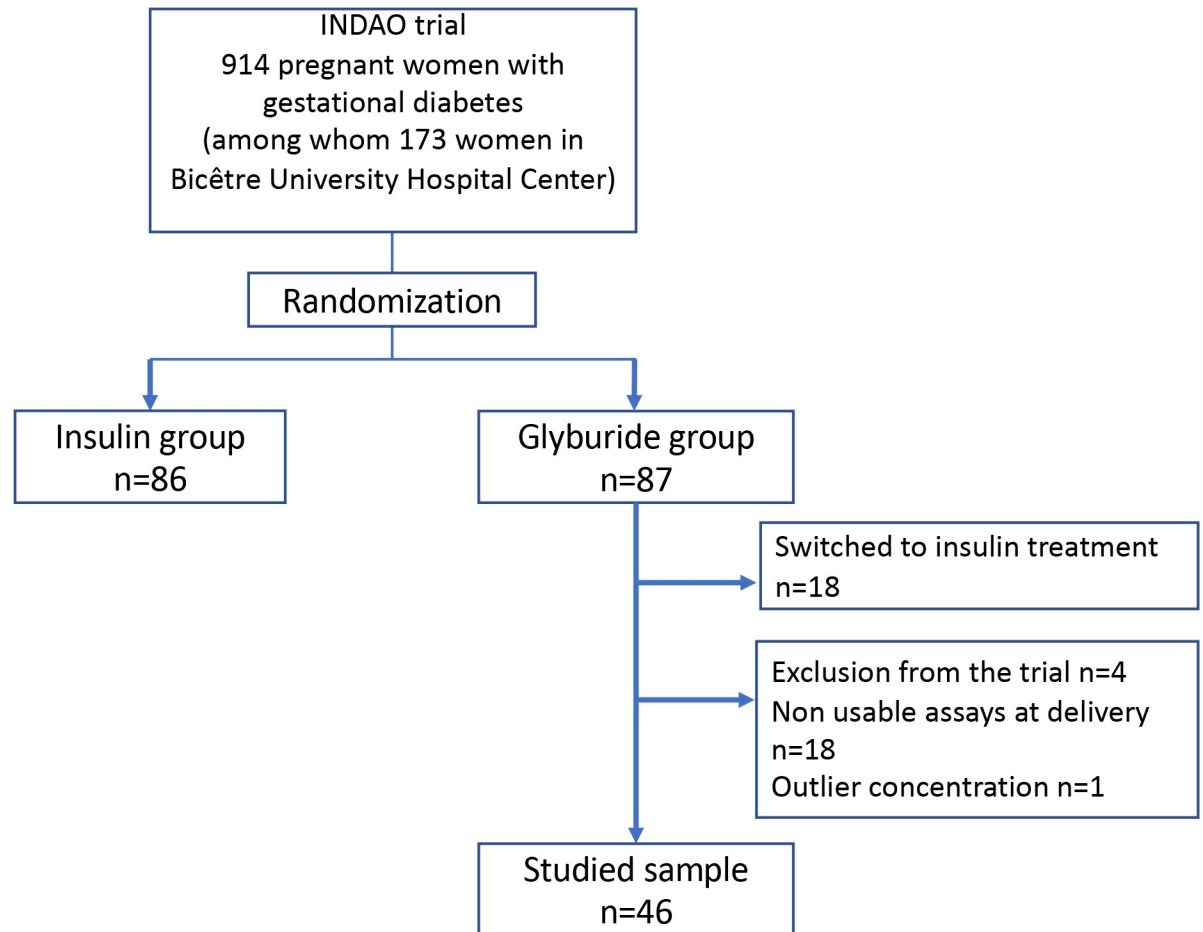 INDAO trial
914 pregnant women with
gestational diabetes
(among whom 173 women in
Bicêtre University Hospital Center)
Randomization
Insulin group
n=86
Glyburide group
n=87
Switched to insulin treatment
n=18
Exclusion from the trial n=4
Non usable assays at delivery
n=18
Outlier concentration n=1
Studied sample
n=46